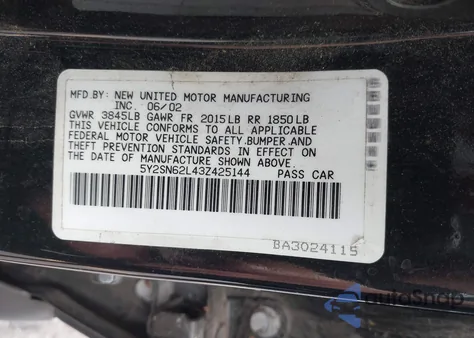 MFD BY: NEW UNITED MOTOR MANUFACTURING
INC. 06/02
GVWR 3845LB GAWR FR 2015LB RR 1850LB
THIS VEHICLE CONFORMS TO ALL APPLICABLE
FEDERAL MOTOR VEHICLE SAFETY,BUMPER,AND
THEFT PREVENTION STANDARDS IN EFFECT ON
THE DATE OF MANUFACTURE SHOWN ABOVE.
5Y2SN62L43Z425144 PASS CAR
BA3024115
AutoSnap